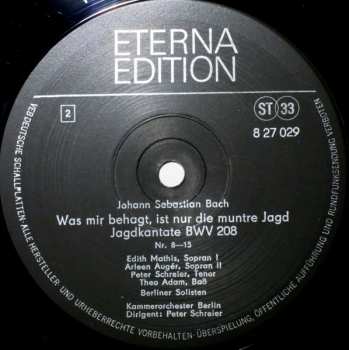 ETERNA
EDITION
2
ST 33
8 27 029
Johann Sebastian Bach
Was mir behagt, ist nur die muntre Jagd
Jagdkantate BWV 208
Nr. 8—15
Edith Mathis, Sopran I
Arleen Augér, Sopran II
Peter Schreier, Tenor
Theo Adam, Baß
Berliner Solisten
Kammerorchester Berlin
Dirigent: Peter Schreier
VEB DEUTSCHE SCHALLPLATTEN · ALLE HERSTELLER- UND URHEBERRECHTE VORBEHALTEN · ÜBERSPIELUNG, ÖFFENTLICHE AUFFÜHRUNG UND RUNDFUNKSENDUNG VERBOTEN